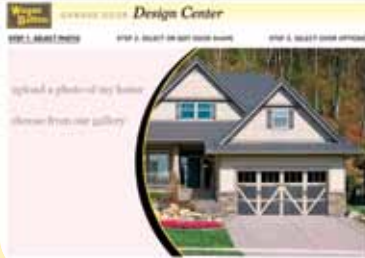 Wayne
Dalton
GARAGE DOOR Design Center
STEP 1. SELECT PHOTO STEP 2. SELECT OR EDIT DOOR SHAPE STEP 3. SELECT DOOR OPTIONS
upload a photo of my home
choose from our gallery